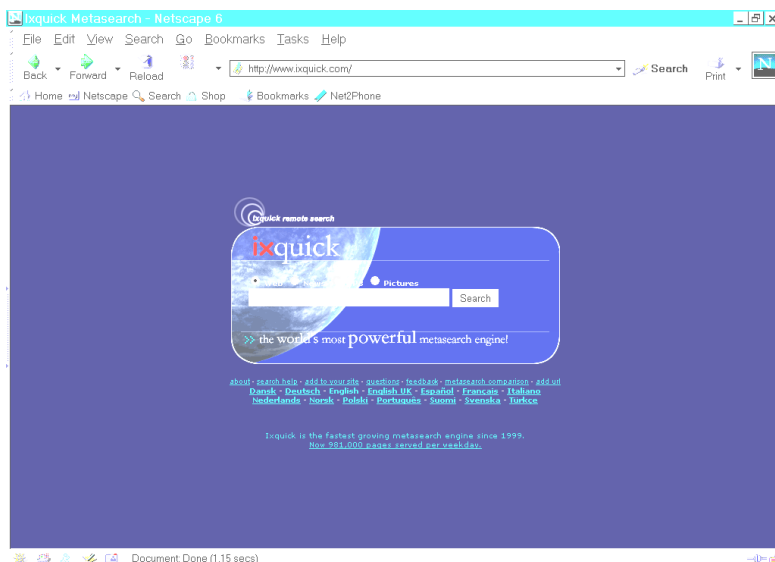 Ixquick Metasearch - Netscape 6
File Edit View Search Go Bookmarks Tasks Help
Back Forward Reload http://www.ixquick.com/ Search Print N
Home Netscape Search Shop Bookmarks Net2Phone
ixquick remote search
ixquick
Pictures
Search
>> the world's most powerful metasearch engine!
about - search help - add to your site - questions - feedback - metasearch comparison - add url
Dansk - Deutsch - English - English UK - Español - Français - Italiano
Nederlands - Norsk - Polski - Português - Suomi - Svenska - Türkçe
Ixquick is the fastest growing metasearch engine since 1999.
Now 981,000 pages served per weekday.
Document: Done (1.15 secs)